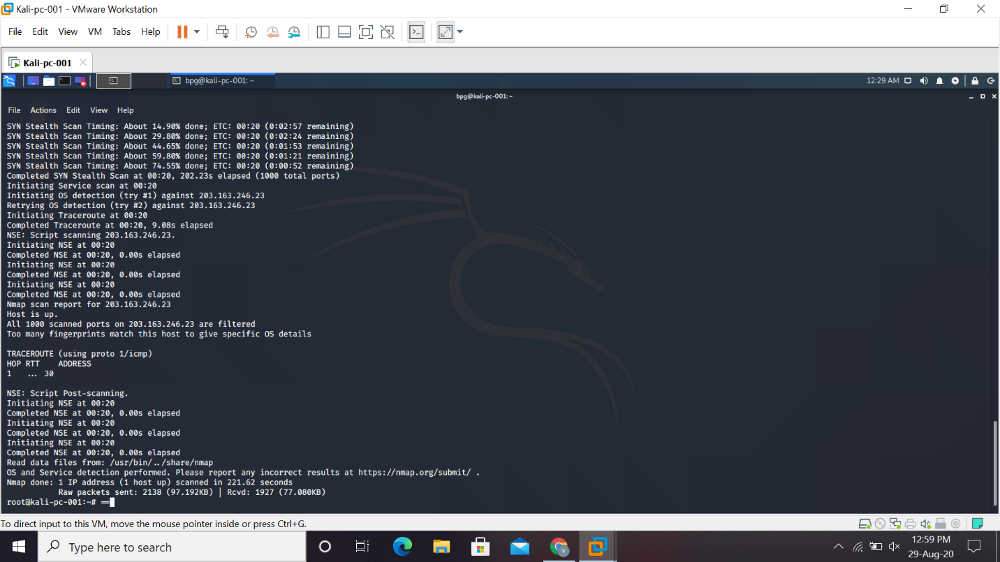 Kali-pc-001 - VMware Workstation
File Edit View VM Tabs Help
Kali-pc-001
bpg@kali-pc-001: ~
12:29 AM
bpg@kali-pc-001:~
File Actions Edit View Help
SYN Stealth Scan Timing: About 14.90% done; ETC: 00:20 (0:02:57 remaining)
SYN Stealth Scan Timing: About 29.80% done; ETC: 00:20 (0:02:24 remaining)
SYN Stealth Scan Timing: About 44.65% done; ETC: 00:20 (0:01:53 remaining)
SYN Stealth Scan Timing: About 59.80% done; ETC: 00:20 (0:01:21 remaining)
SYN Stealth Scan Timing: About 74.55% done; ETC: 00:20 (0:00:52 remaining)
Completed SYN Stealth Scan at 00:20, 202.23s elapsed (1000 total ports)
Initiating Service scan at 00:20
Initiating OS detection (try #1) against 203.163.246.23
Retrying OS detection (try #2) against 203.163.246.23
Initiating Traceroute at 00:20
Completed Traceroute at 00:20, 9.08s elapsed
NSE: Script scanning 203.163.246.23.
Initiating NSE at 00:20
Completed NSE at 00:20, 0.00s elapsed
Initiating NSE at 00:20
Completed NSE at 00:20, 0.00s elapsed
Initiating NSE at 00:20
Completed NSE at 00:20, 0.00s elapsed
Nmap scan report for 203.163.246.23
Host is up.
All 1000 scanned ports on 203.163.246.23 are filtered
Too many fingerprints match this host to give specific OS details
TRACEROUTE (using proto 1/icmp)
HOP RTT ADDRESS
1 ... 30
NSE: Script Post-scanning.
Initiating NSE at 00:20
Completed NSE at 00:20, 0.00s elapsed
Initiating NSE at 00:20
Completed NSE at 00:20, 0.00s elapsed
Initiating NSE at 00:20
Completed NSE at 00:20, 0.00s elapsed
Read data files from: /usr/bin/../share/nmap
OS and Service detection performed. Please report any incorrect results at https://nmap.org/submit/ .
Nmap done: 1 IP address (1 host up) scanned in 221.62 seconds
Raw packets sent: 2138 (97.192KB) | Rcvd: 1927 (77.080KB)
root@kali-pc-001:~# ==
To direct input to this VM, move the mouse pointer inside or press Ctrl+G.
Type here to search
12:59 PM
29-Aug-20